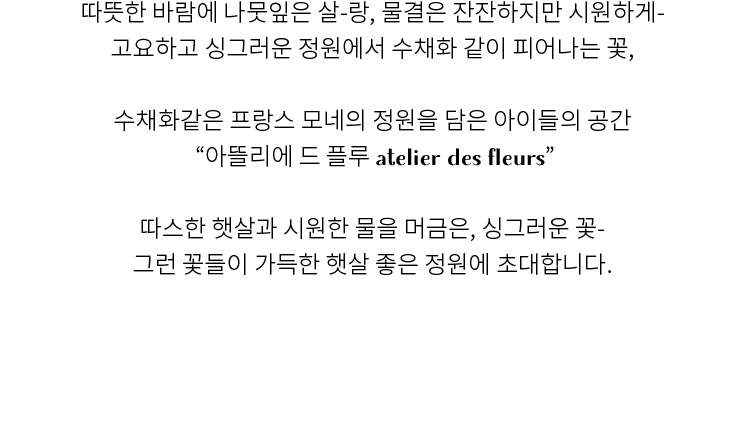 따뜻한 바람에 나뭇잎은 살-랑, 물결은 잔잔하지만 시원하게-
고요하고 싱그러운 정원에서 수채화 같이 피어나는 꽃,
수채화같은 프랑스 모네의 정원을 담은 아이들의 공간
“아뜰리에 드 플루 atelier des fleurs”
따스한 햇살과 시원한 물을 머금은, 싱그러운 꽃-
그런 꽃들이 가득한 햇살 좋은 정원에 초대합니다.